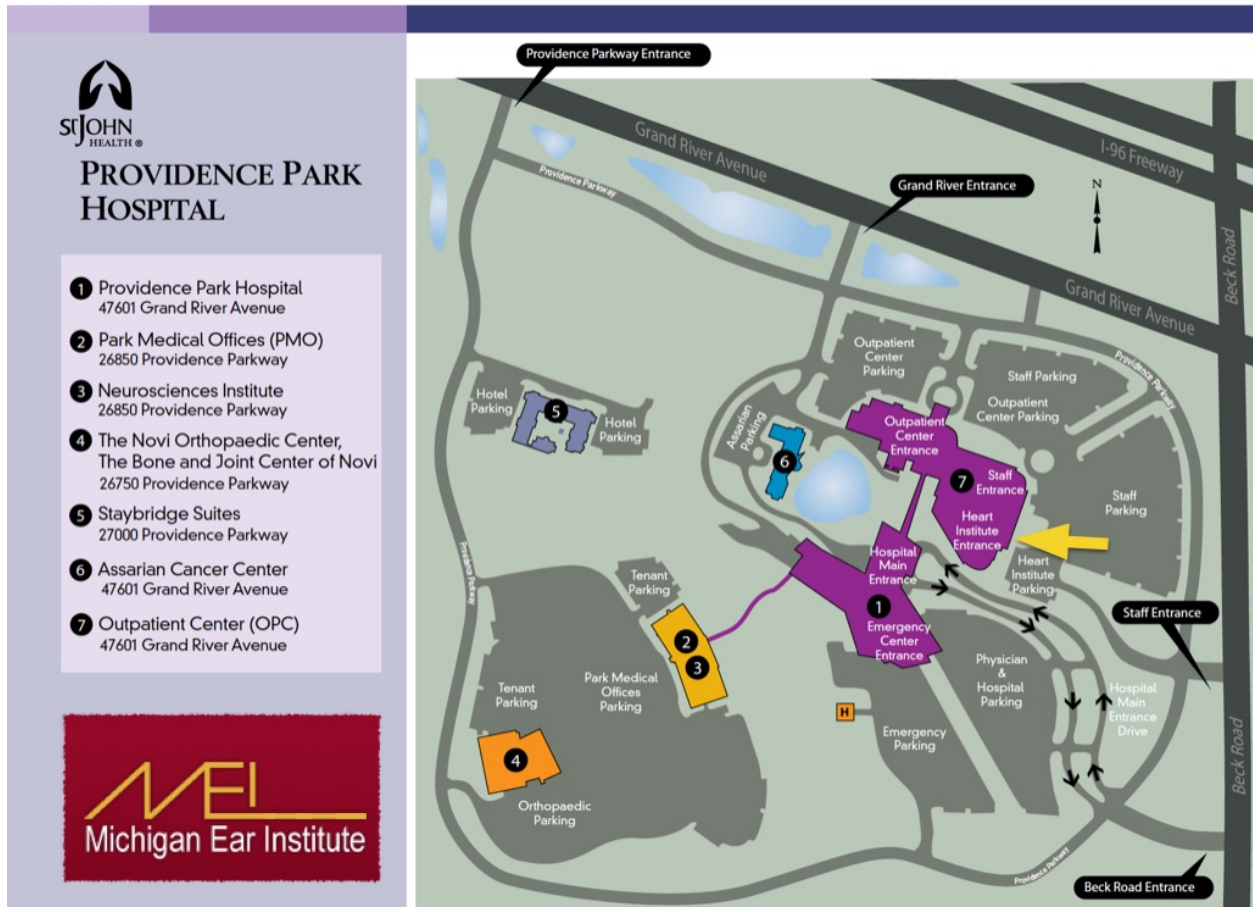 ST JOHN
HEALTH ®
PROVIDENCE PARK
HOSPITAL
1 Providence Park Hospital
47601 Grand River Avenue
2 Park Medical Offices (PMO)
26850 Providence Parkway
3 Neurosciences Institute
26850 Providence Parkway
4 The Novi Orthopaedic Center,
The Bone and Joint Center of Novi
26750 Providence Parkway
5 Staybridge Suites
27000 Providence Parkway
6 Assarian Cancer Center
47601 Grand River Avenue
7 Outpatient Center (OPC)
47601 Grand River Avenue
MEI
Michigan Ear Institute
Providence Parkway Entrance
Grand River Avenue
I-96 Freeway
Grand River Entrance
N
Providence Parkway
Beck Road
Grand River Avenue
Outpatient
Center
Parking
Providence Parkway
Staff Parking
Outpatient
Center Parking
Hotel
Parking
5
Hotel
Parking
Assarian
Parking
6
Outpatient
Center
Entrance
7
Staff
Entrance
Staff
Parking
Heart
Institute
Entrance
Heart
Institute
Parking
Hospital
Main
Entrance
1
Emergency
Center
Entrance
Providence Parkway
Tenant
Parking
2
3
Staff Entrance
Park Medical
Offices
Parking
Tenant
Parking
Physician
&
Hospital
Parking
Hospital
Main
Entrance
Drive
H
Emergency
Parking
4
Orthopaedic
Parking
Beck Road
Providence Parkway
Beck Road Entrance